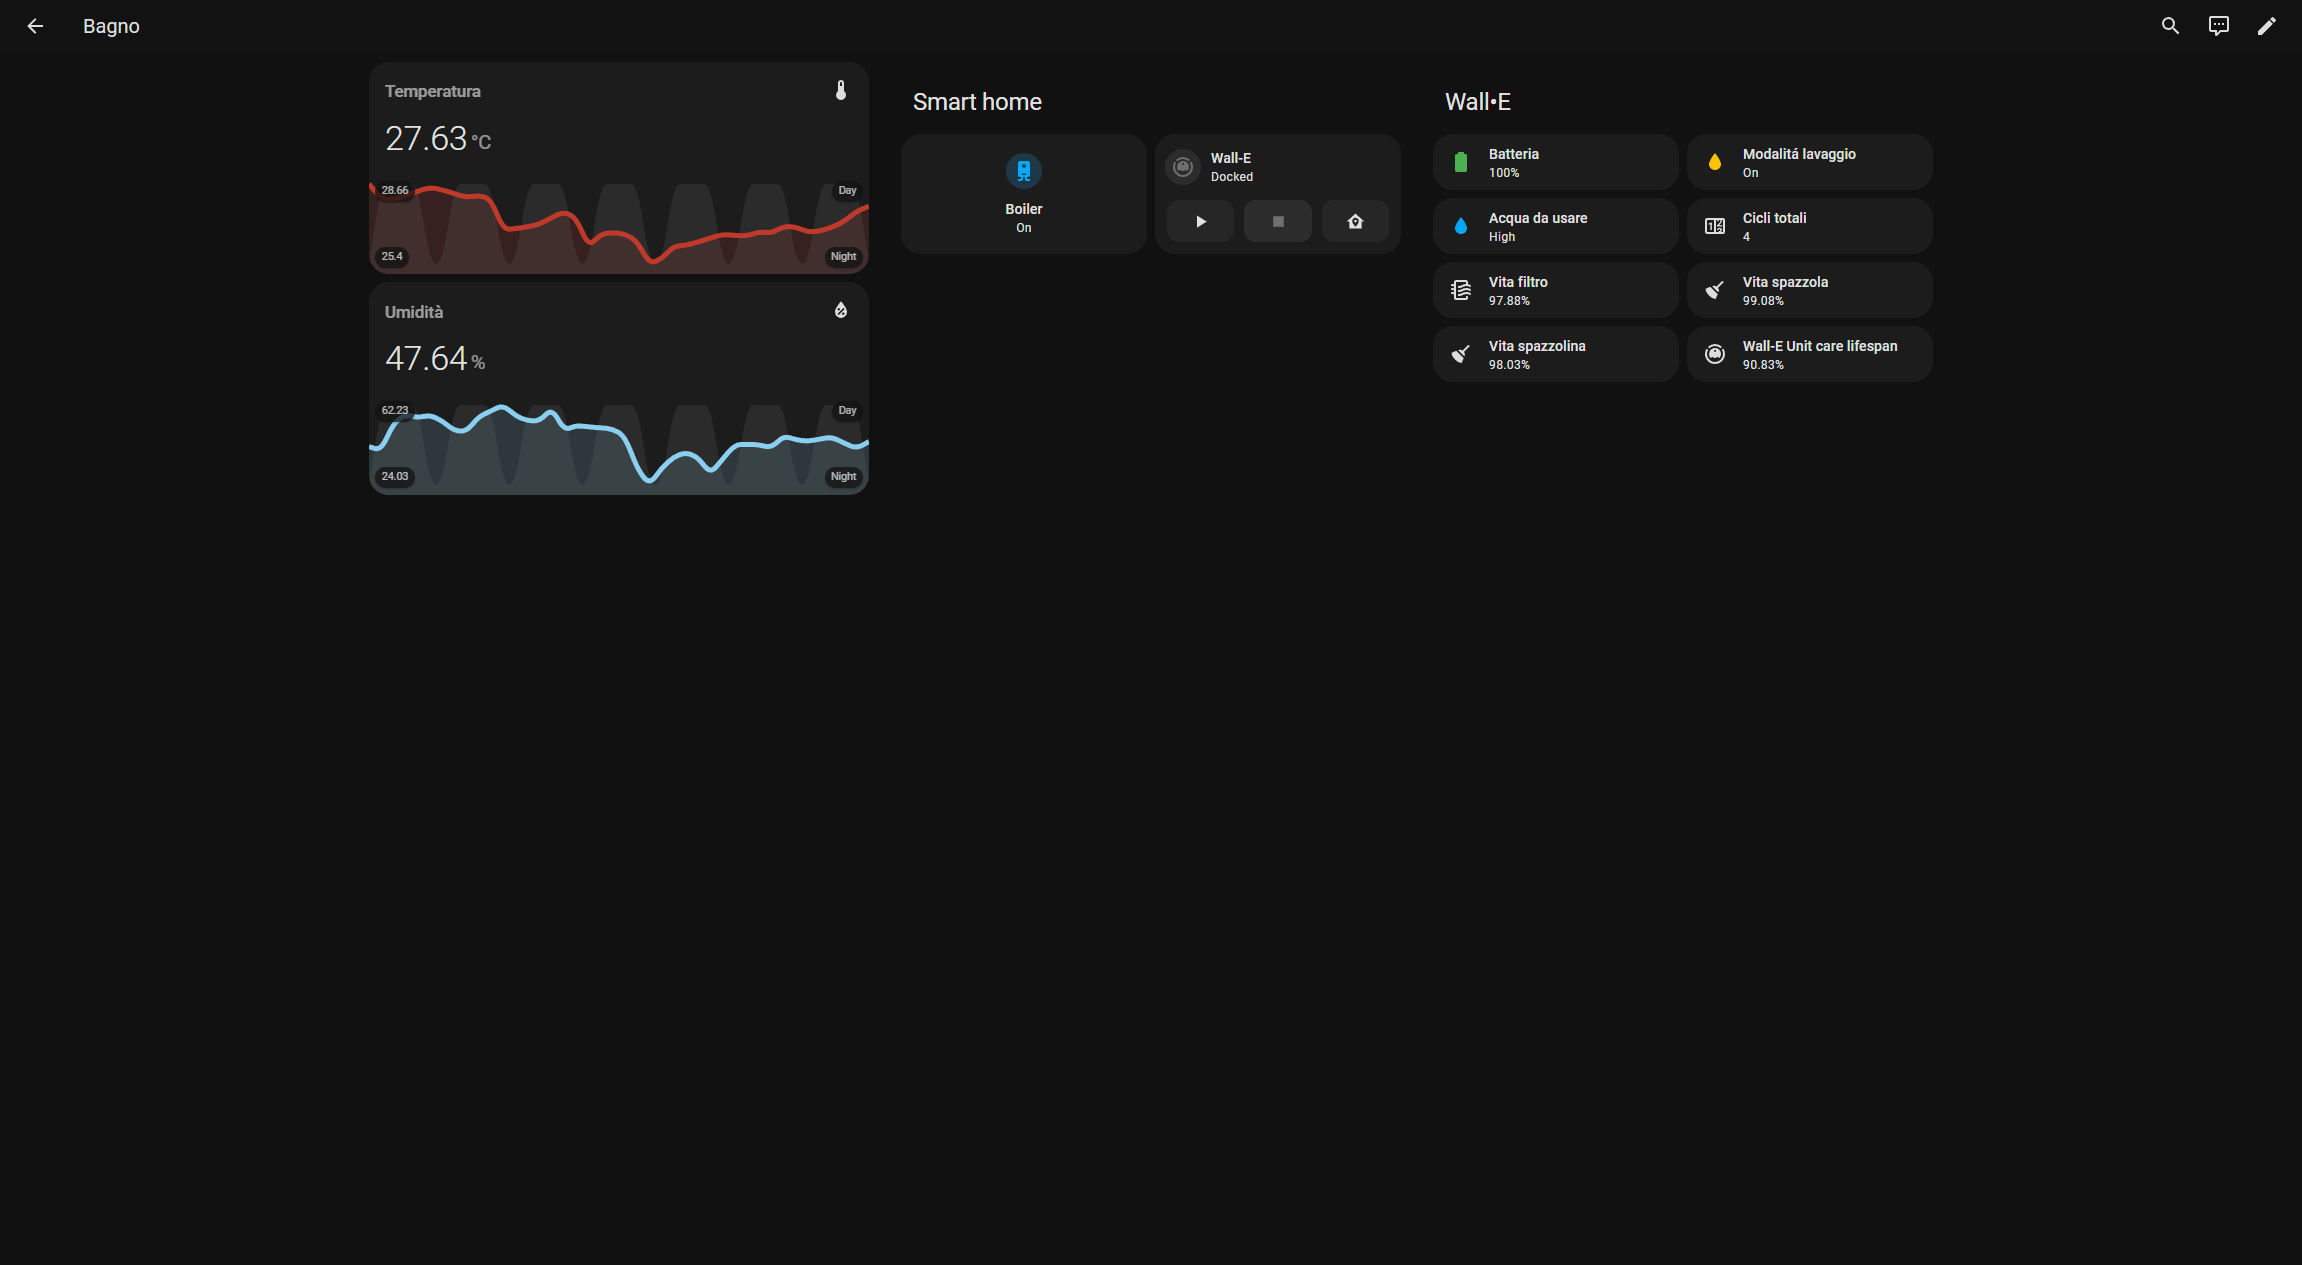 Bagno
Temperatura
27.63 °C
28.66
Day
25.4
Night
Umidità
47.64 %
62.23
Day
24.03
Night
Smart home
Boiler
On
Wall-E
Docked
Wall•E
Batteria
100%
Modalitá lavaggio
On
Acqua da usare
High
Cicli totali
4
Vita filtro
97.88%
Vita spazzola
99.08%
Vita spazzolina
98.03%
Wall-E Unit care lifespan
90.83%